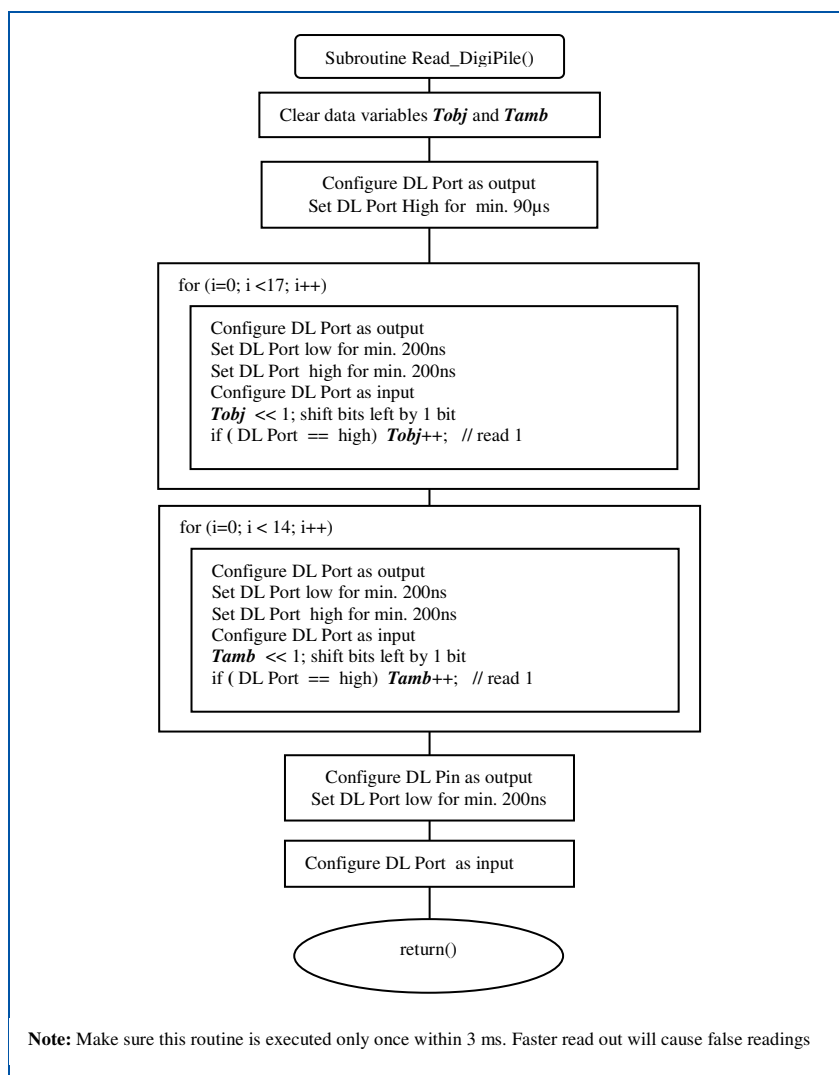 Subroutine Read_DigiPile()
Clear data variables Tobj and Tamb
Configure DL Port as output
Set DL Port High for min. 90µs
for (i=0; i <17; i++)
Configure DL Port as output
Set DL Port low for min. 200ns
Set DL Port high for min. 200ns
Configure DL Port as input
Tobj << 1; shift bits left by 1 bit
if ( DL Port == high) Tobj++; // read 1
for (i=0; i < 14; i++)
Configure DL Port as output
Set DL Port low for min. 200ns
Set DL Port high for min. 200ns
Configure DL Port as input
Tamb << 1; shift bits left by 1 bit
if ( DL Port == high) Tamb++; // read 1
Configure DL Pin as output
Set DL Port low for min. 200ns
Configure DL Port as input
return()
Note: Make sure this routine is executed only once within 3 ms. Faster read out will cause false readings